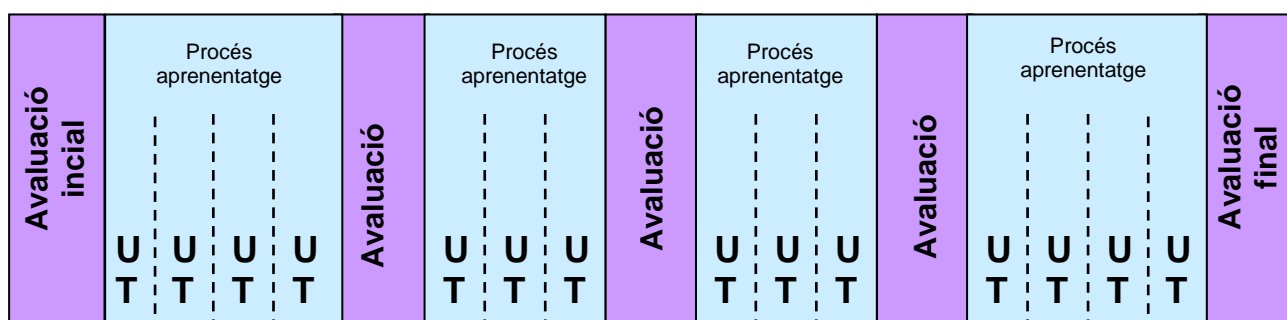 Avaluació
incial
Procés
aprenentatge
U U U U
T T T T
Avaluació
Procés
aprenentatge
U U U
T T T
Avaluació
Procés
aprenentatge
U U U
T T T
Avaluació
Procés
aprenentatge
U U U U
T T T T
Avaluació
final